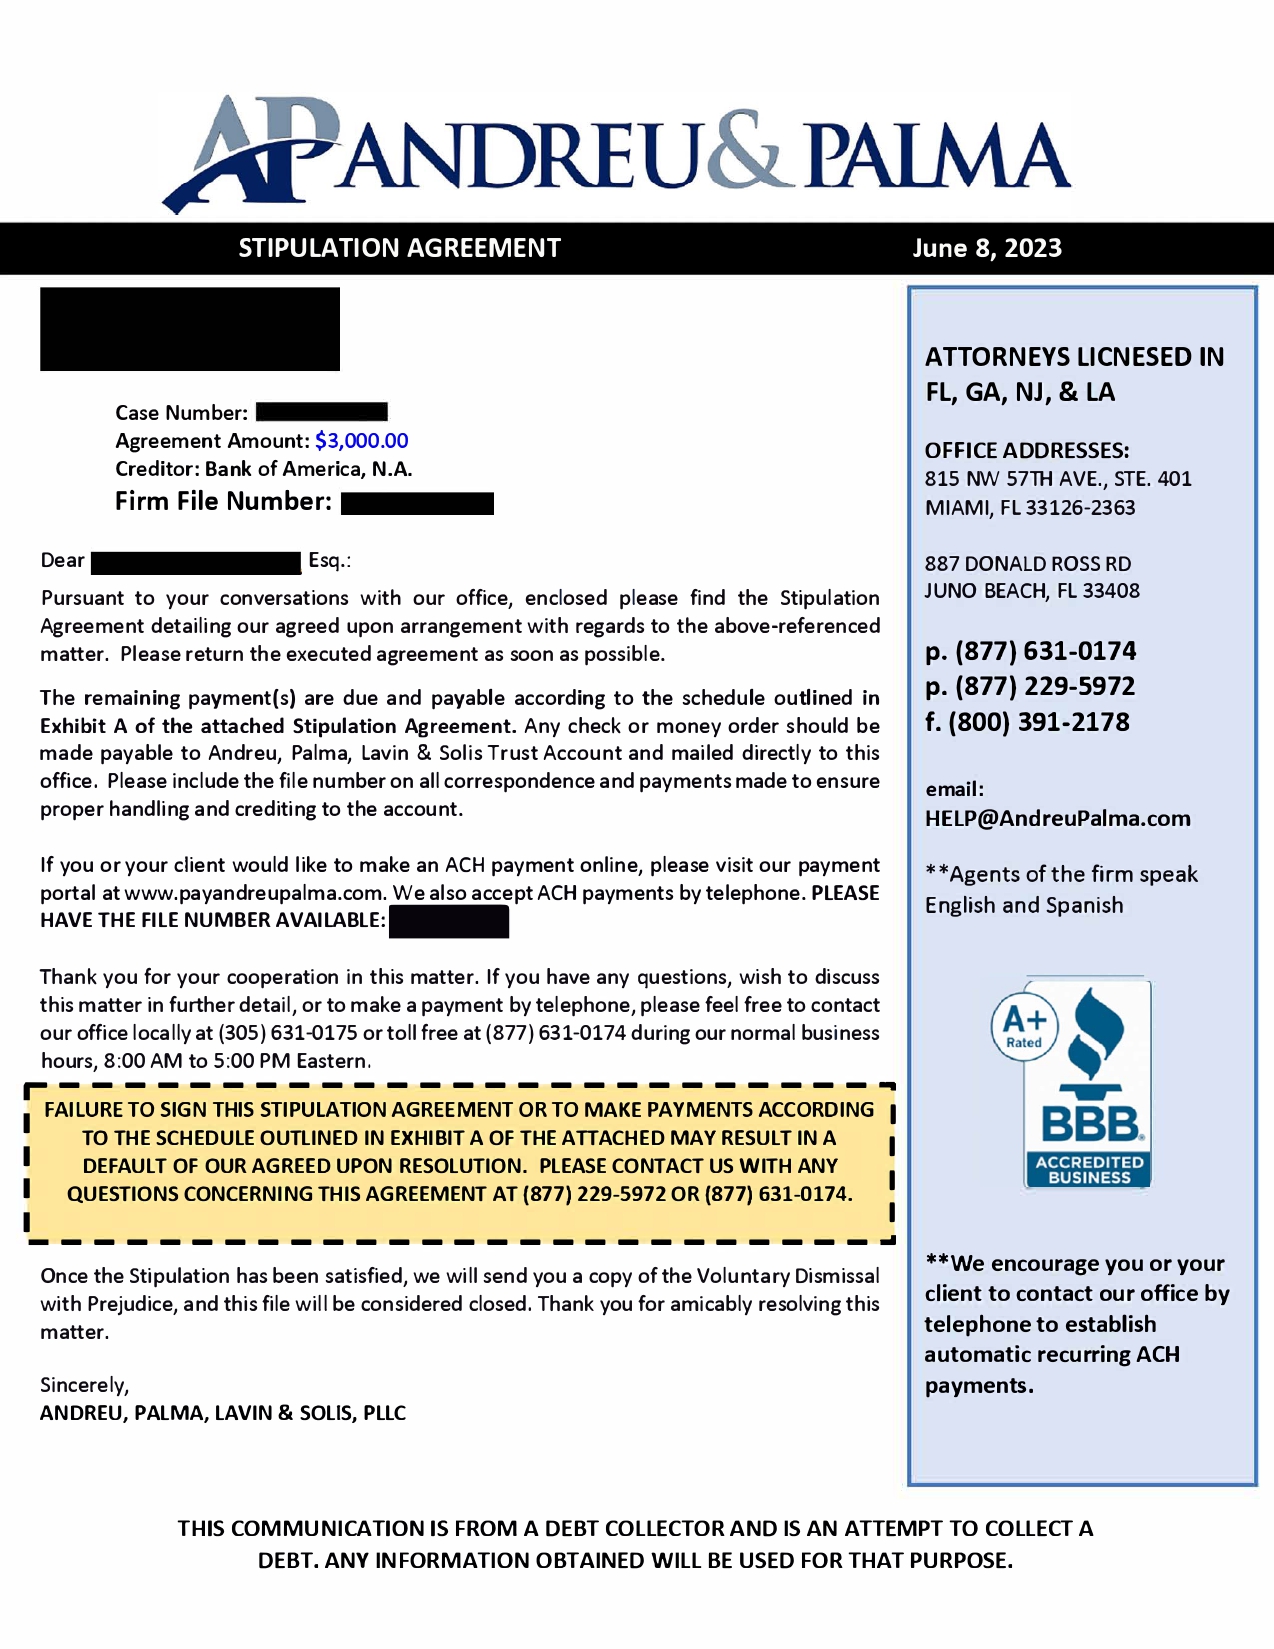 AP ANDREU & PALMA
STIPULATION AGREEMENT June 8, 2023
Case Number:
Agreement Amount: $3,000.00
Creditor: Bank of America, N.A.
Firm File Number:
Dear Esq.:
Pursuant to your conversations with our office, enclosed please find the Stipulation
Agreement detailing our agreed upon arrangement with regards to the above-referenced
matter. Please return the executed agreement as soon as possible.
The remaining payment(s) are due and payable according to the schedule outlined in
Exhibit A of the attached Stipulation Agreement. Any check or money order should be
made payable to Andreu, Palma, Lavin & Solis Trust Account and mailed directly to this
office. Please include the file number on all correspondence and payments made to ensure
proper handling and crediting to the account.
If you or your client would like to make an ACH payment online, please visit our payment
portal at www.payandreupalma.com. We also accept ACH payments by telephone. PLEASE
HAVE THE FILE NUMBER AVAILABLE:
Thank you for your cooperation in this matter. If you have any questions, wish to discuss
this matter in further detail, or to make a payment by telephone, please feel free to contact
our office locally at (305) 631-0175 or toll free at (877) 631-0174 during our normal business
hours, 8:00 AM to 5:00 PM Eastern.
FAILURE TO SIGN THIS STIPULATION AGREEMENT OR TO MAKE PAYMENTS ACCORDING
TO THE SCHEDULE OUTLINED IN EXHIBIT A OF THE ATTACHED MAY RESULT IN A
DEFAULT OF OUR AGREED UPON RESOLUTION. PLEASE CONTACT US WITH ANY
QUESTIONS CONCERNING THIS AGREEMENT AT (877) 229-5972 OR (877) 631-0174.
Once the Stipulation has been satisfied, we will send you a copy of the Voluntary Dismissal
with Prejudice, and this file will be considered closed. Thank you for amicably resolving this
matter.
Sincerely,
ANDREU, PALMA, LAVIN & SOLIS, PLLC
ATTORNEYS LICNESED IN
FL, GA, NJ, & LA
OFFICE ADDRESSES:
815 NW 57TH AVE., STE. 401
MIAMI, FL 33126-2363
887 DONALD ROSS RD
JUNO BEACH, FL 33408
p. (877) 631-0174
p. (877) 229-5972
f. (800) 391-2178
email:
HELP@AndreuPalma.com
**Agents of the firm speak
English and Spanish
A+
Rated
BBB®
ACCREDITED
BUSINESS
**We encourage you or your
client to contact our office by
telephone to establish
automatic recurring ACH
payments.
THIS COMMUNICATION IS FROM A DEBT COLLECTOR AND IS AN ATTEMPT TO COLLECT A
DEBT. ANY INFORMATION OBTAINED WILL BE USED FOR THAT PURPOSE.